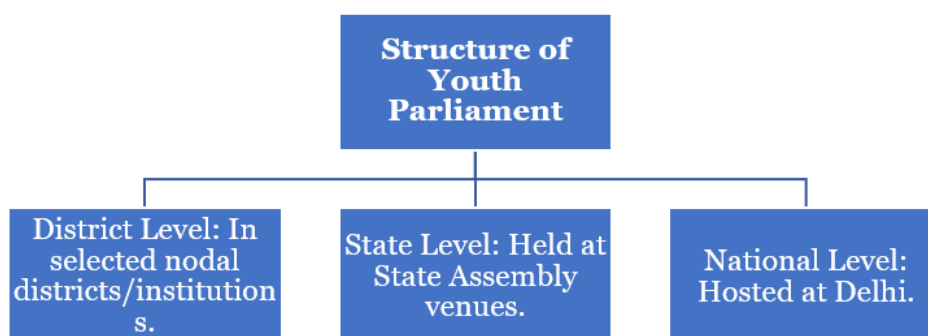 Structure of
Youth
Parliament
District Level: In
selected nodal
districts/institution
s.
State Level: Held at
State Assembly
venues.
National Level:
Hosted at Delhi.